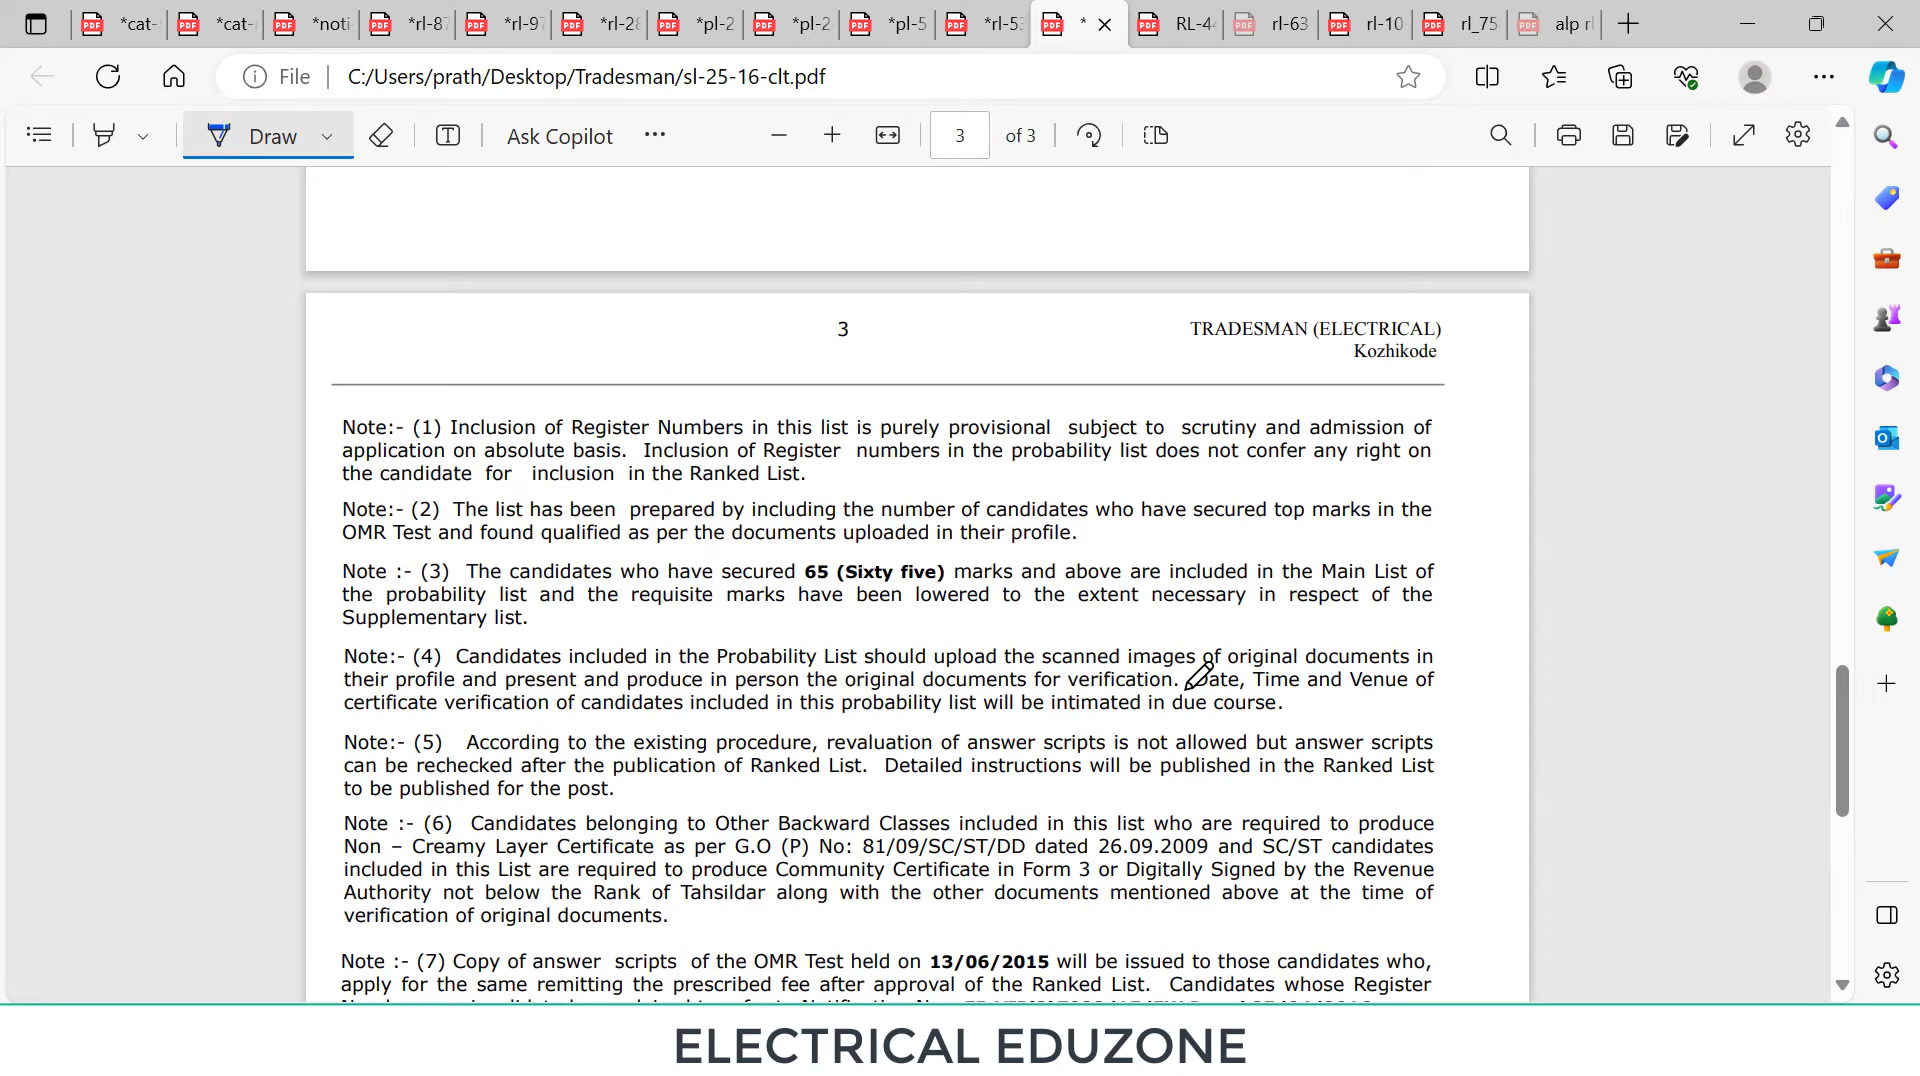 *cat-
*cat-
*noti
*rl-87
*rl-97
*rl-28
*pl-2
*pl-2
*pl-5
*rl-53
*
RL-44
rl-63
rl-10
rl_75
alp rl
File
C:/Users/prath/Desktop/Tradesman/sl-25-16-clt.pdf
Draw
Ask Copilot
3
of 3
3
TRADESMAN (ELECTRICAL)
Kozhikode
Note:- (1) Inclusion of Register Numbers in this list is purely provisional subject to scrutiny and admission of
application on absolute basis. Inclusion of Register numbers in the probability list does not confer any right on
the candidate for inclusion in the Ranked List.
Note:- (2) The list has been prepared by including the number of candidates who have secured top marks in the
OMR Test and found qualified as per the documents uploaded in their profile.
Note :- (3) The candidates who have secured 65 (Sixty five) marks and above are included in the Main List of
the probability list and the requisite marks have been lowered to the extent necessary in respect of the
Supplementary list.
Note:- (4) Candidates included in the Probability List should upload the scanned images of original documents in
their profile and present and produce in person the original documents for verification. Date, Time and Venue of
certificate verification of candidates included in this probability list will be intimated in due course.
Note:- (5) According to the existing procedure, revaluation of answer scripts is not allowed but answer scripts
can be rechecked after the publication of Ranked List. Detailed instructions will be published in the Ranked List
to be published for the post.
Note :- (6) Candidates belonging to Other Backward Classes included in this list who are required to produce
Non – Creamy Layer Certificate as per G.O (P) No: 81/09/SC/ST/DD dated 26.09.2009 and SC/ST candidates
included in this List are required to produce Community Certificate in Form 3 or Digitally Signed by the Revenue
Authority not below the Rank of Tahsildar along with the other documents mentioned above at the time of
verification of original documents.
Note :- (7) Copy of answer scripts of the OMR Test held on 13/06/2015 will be issued to those candidates who,
apply for the same remitting the prescribed fee after approval of the Ranked List. Candidates whose Register
ELECTRICAL EDUZONE